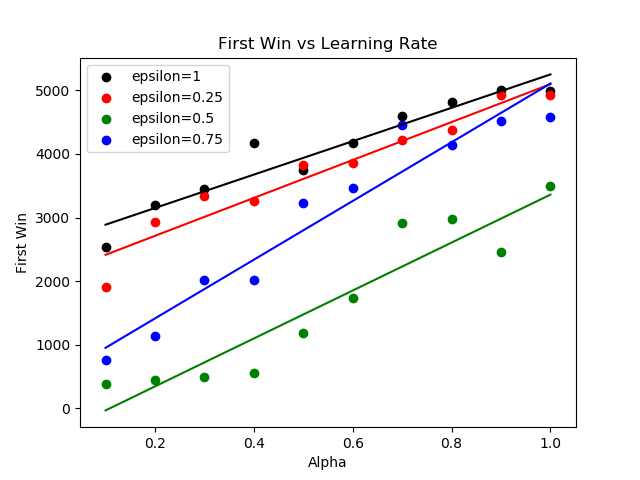 First Win vs Learning Rate
epsilon=1
epsilon=0.25
epsilon=0.5
epsilon=0.75
5000
4000
3000
2000
1000
0
First Win
0.2 0.4 0.6 0.8 1.0
Alpha